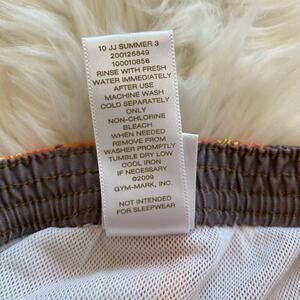 10 JJ SUMMER 3
200126849
100010856
RINSE WITH FRESH
WATER IMMEDIATELY
AFTER USE
MACHINE WASH
COLD SEPARATELY
ONLY
NON-CHLORINE
BLEACH
WHEN NEEDED
REMOVE FROM
WASHER PROMPTLY
TUMBLE DRY LOW
COOL IRON
IF NECESSARY
©2009
GYM-MARK, INC.
NOT INTENDED
FOR SLEEPWEAR